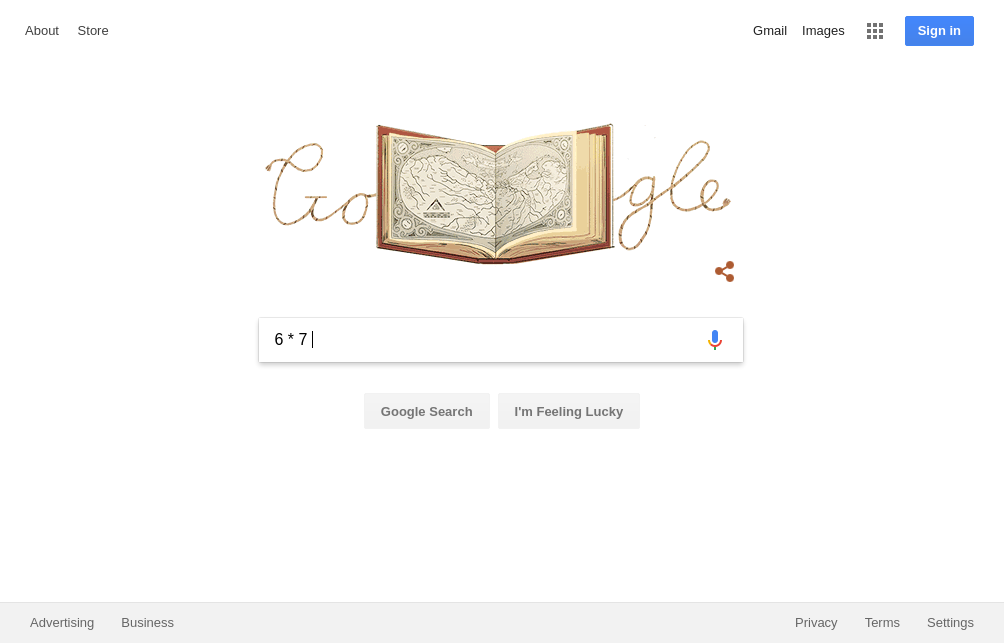 About Store
Gmail Images Sign in
Google
6 * 7
Google Search I'm Feeling Lucky
Advertising Business
Privacy Terms Settings